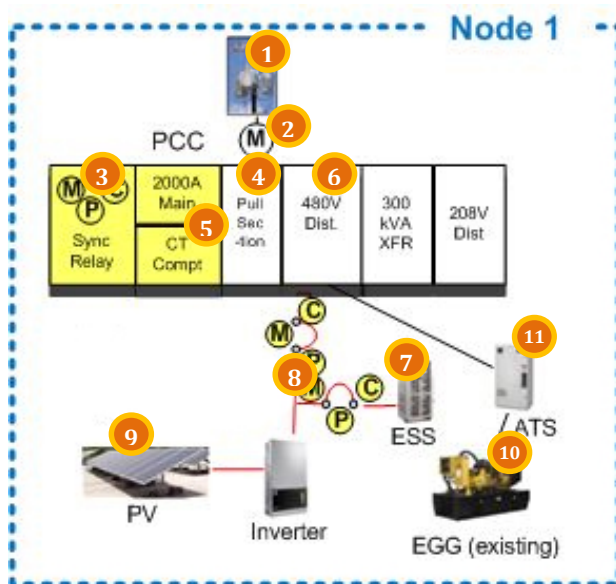 Node 1
1
2
M
PCC
3
M
C
P
Sync
Relay
2000A
Main
5
CT
Compt
4
Pull
Sec
-tion
6
480V
Dist.
300
kVA
XFR
208V
Dist
C
M
P
8
M
C
P
7
ESS
11
/ATS
9
PV
Inverter
10
EGG (existing)